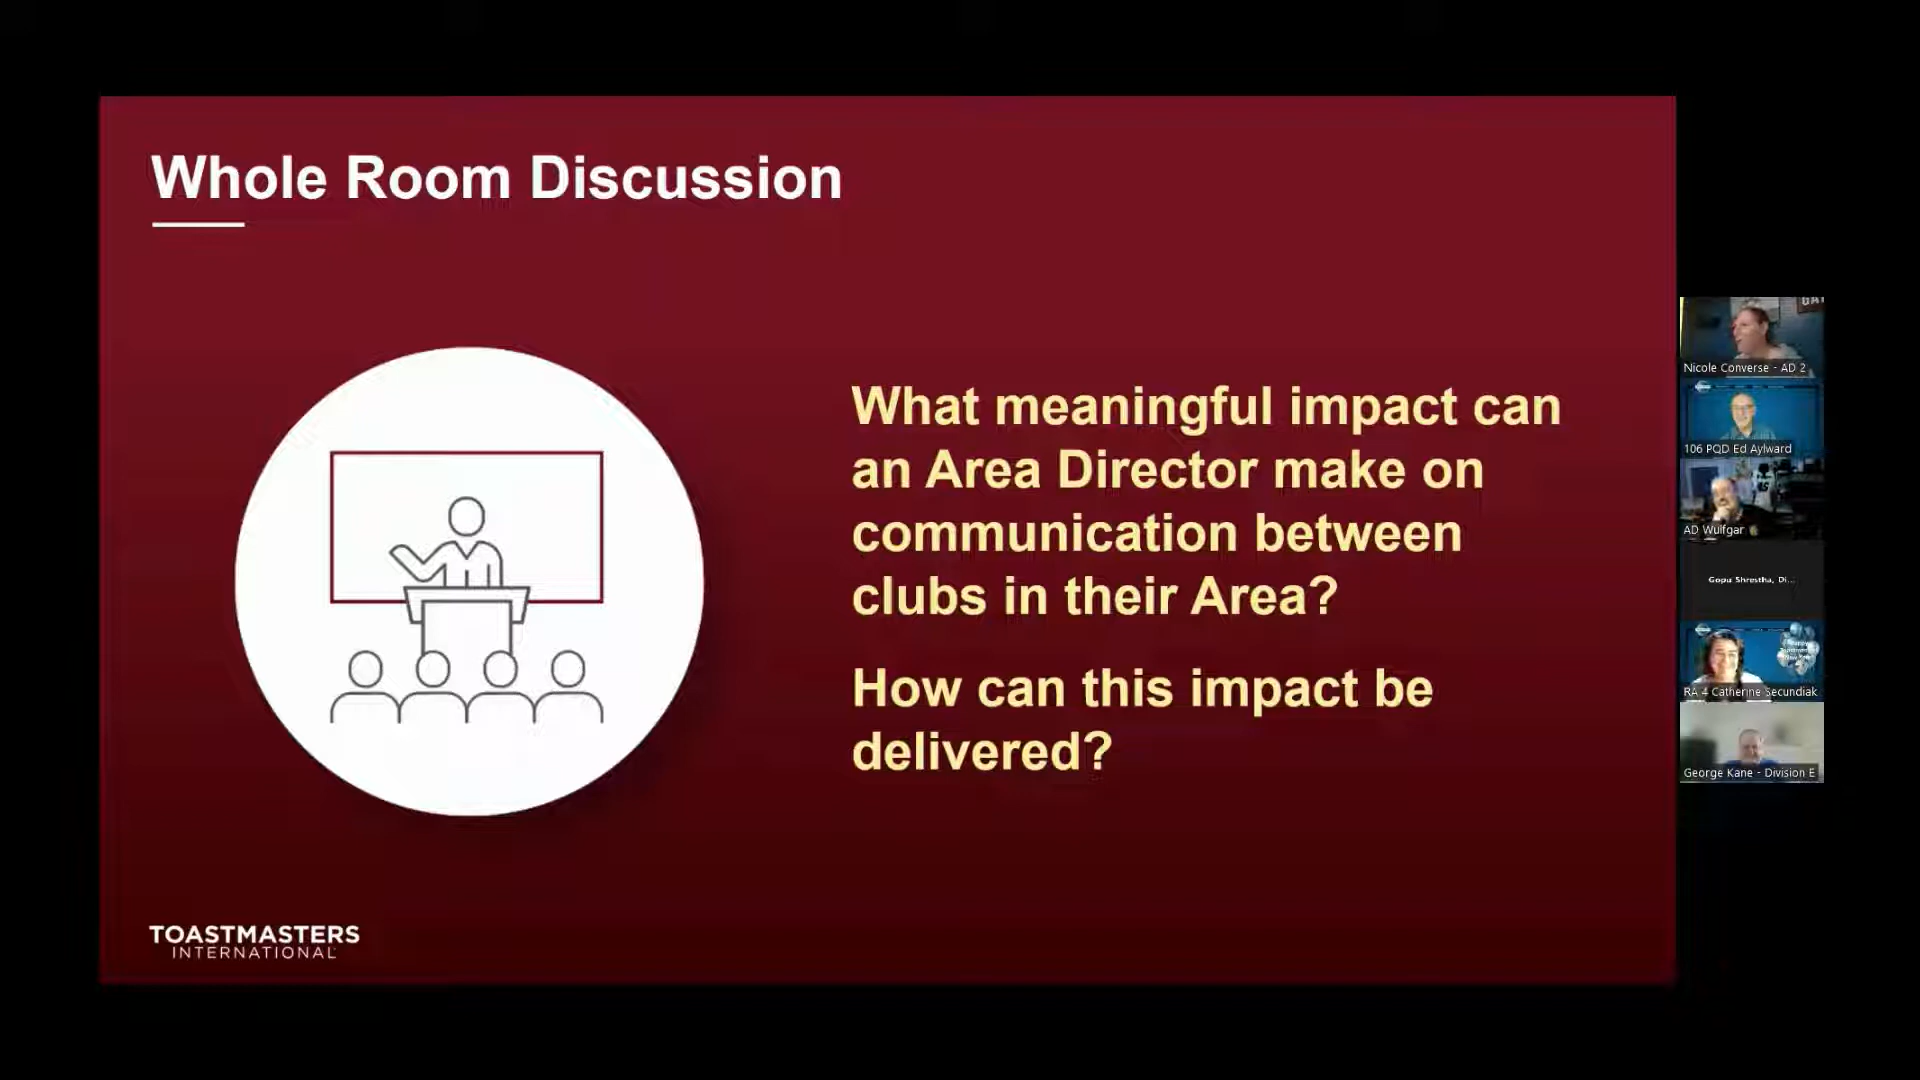 Whole Room Discussion
What meaningful impact can
an Area Director make on
communication between
clubs in their Area?
How can this impact be
delivered?
TOASTMASTERS
INTERNATIONAL
Nicole Converse - AD 2
106 PQD Ed Aylward
AD Wulfgar
Gopu Shrestha, Di...
RA 4 Catherine Secundiak
George Kane - Division E